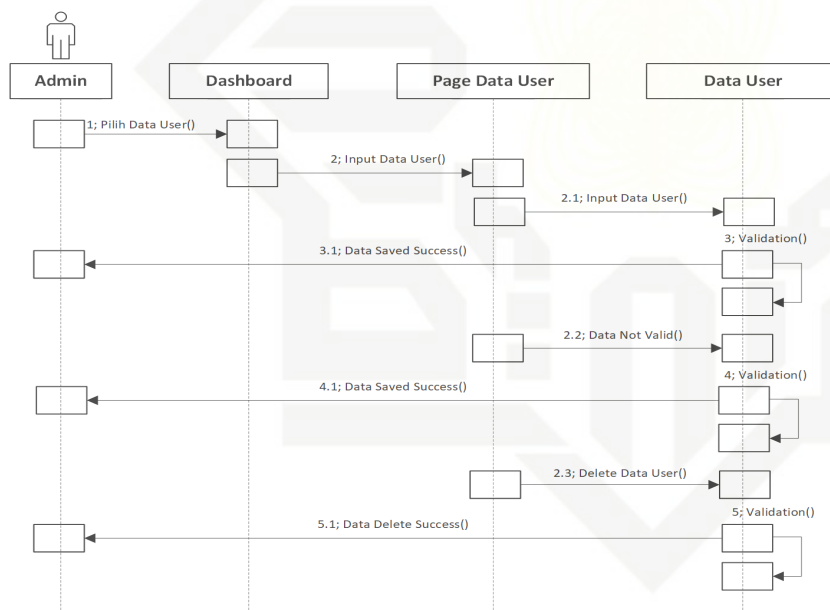 Admin
Dashboard
Page Data User
Data User
1; Pilih Data User()
2; Input Data User()
2.1; Input Data User()
3; Validation()
3.1; Data Saved Success()
2.2; Data Not Valid()
4; Validation()
4.1; Data Saved Success()
2.3; Delete Data User()
5; Validation()
5.1; Data Delete Success()